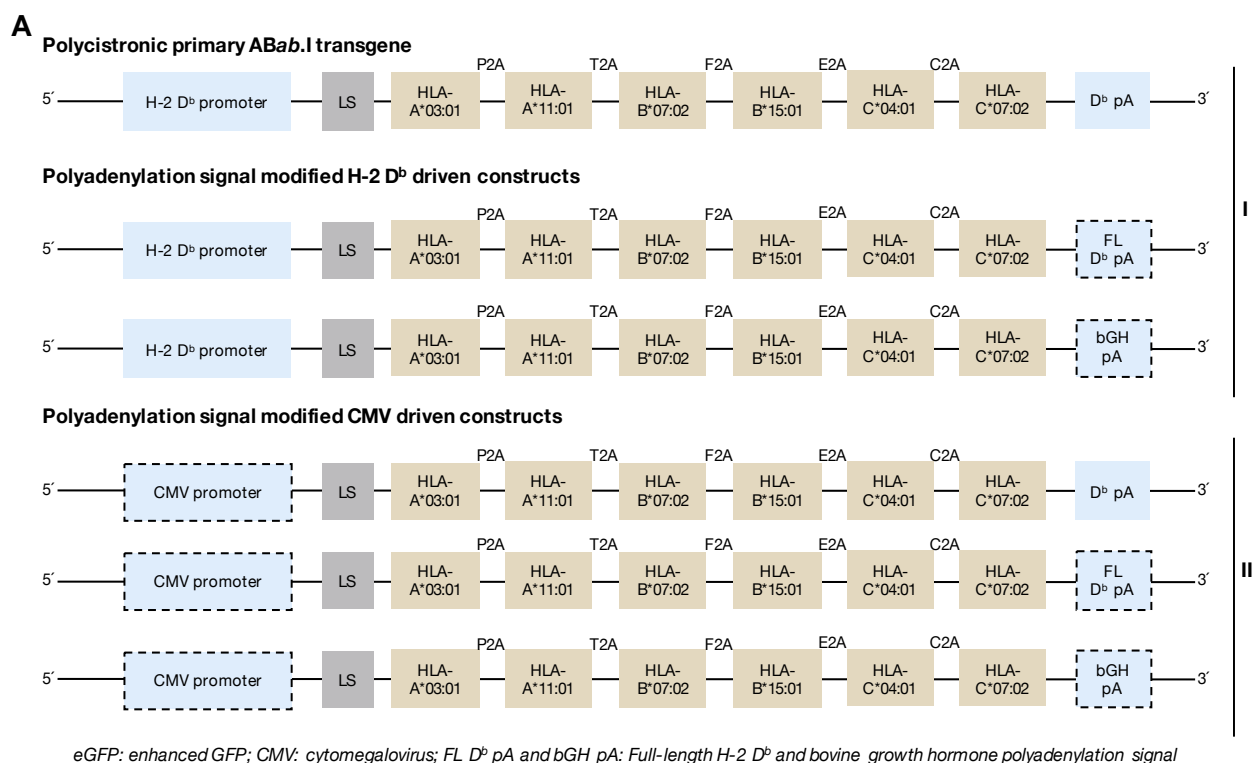 A
Polycistronic primary ABab.I transgene
P2A T2A F2A E2A C2A
5´ H-2 Dᵇ promoter LS HLA-A*03:01 HLA-A*11:01 HLA-B*07:02 HLA-B*15:01 HLA-C*04:01 HLA-C*07:02 Dᵇ pA 3´
Polyadenylation signal modified H-2 Dᵇ driven constructs
I
P2A T2A F2A E2A C2A
5´ H-2 Dᵇ promoter LS HLA-A*03:01 HLA-A*11:01 HLA-B*07:02 HLA-B*15:01 HLA-C*04:01 HLA-C*07:02 FL Dᵇ pA 3´
P2A T2A F2A E2A C2A
5´ H-2 Dᵇ promoter LS HLA-A*03:01 HLA-A*11:01 HLA-B*07:02 HLA-B*15:01 HLA-C*04:01 HLA-C*07:02 bGH pA 3´
Polyadenylation signal modified CMV driven constructs
P2A T2A F2A E2A C2A
5´ CMV promoter LS HLA-A*03:01 HLA-A*11:01 HLA-B*07:02 HLA-B*15:01 HLA-C*04:01 HLA-C*07:02 Dᵇ pA 3´
P2A T2A F2A E2A C2A
5´ CMV promoter LS HLA-A*03:01 HLA-A*11:01 HLA-B*07:02 HLA-B*15:01 HLA-C*04:01 HLA-C*07:02 FL Dᵇ pA 3´
II
P2A T2A F2A E2A C2A
5´ CMV promoter LS HLA-A*03:01 HLA-A*11:01 HLA-B*07:02 HLA-B*15:01 HLA-C*04:01 HLA-C*07:02 bGH pA 3´
eGFP: enhanced GFP; CMV: cytomegalovirus; FL Dᵇ pA and bGH pA: Full-length H-2 Dᵇ and bovine growth hormone polyadenylation signal